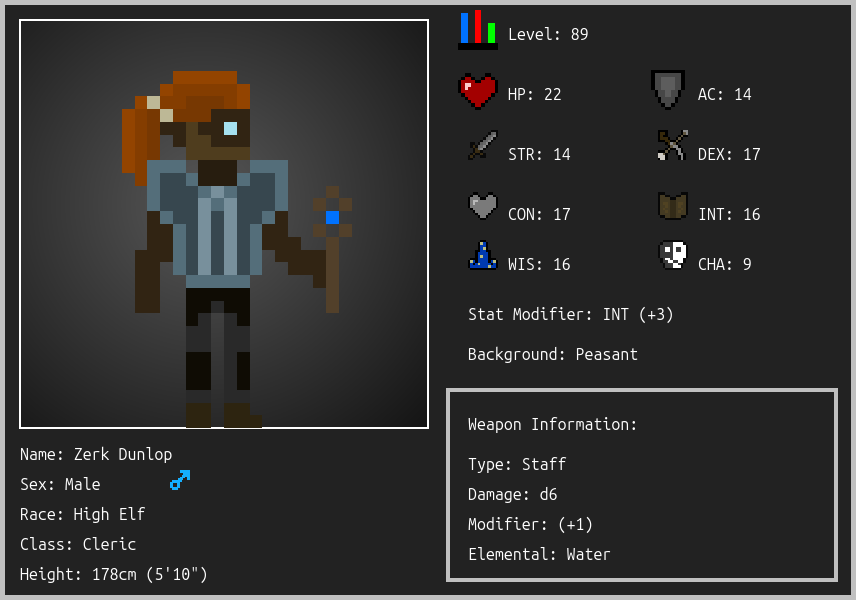 Level: 89
HP: 22
AC: 14
STR: 14
DEX: 17
CON: 17
INT: 16
WIS: 16
CHA: 9
Stat Modifier: INT (+3)
Background: Peasant
Weapon Information:
Type: Staff
Damage: d6
Modifier: (+1)
Elemental: Water
Name: Zerk Dunlop
Sex: Male
Race: High Elf
Class: Cleric
Height: 178cm (5'10")